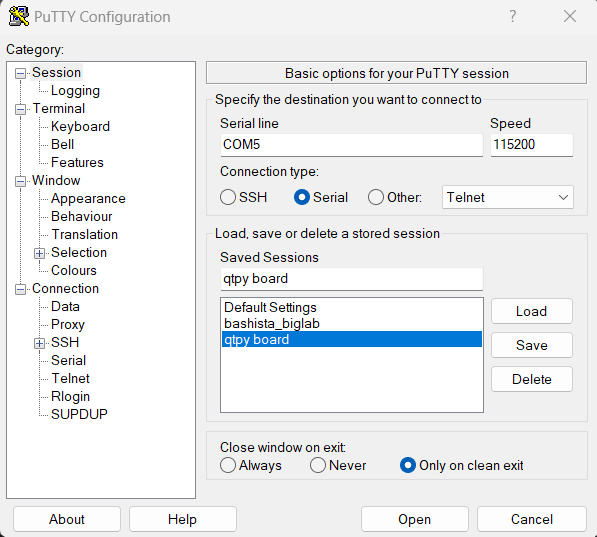 PuTTY Configuration
?
Category:
Session
Logging
Terminal
Keyboard
Bell
Features
Window
Appearance
Behaviour
Translation
Selection
Colours
Connection
Data
Proxy
SSH
Serial
Telnet
Rlogin
SUPDUP
Basic options for your PuTTY session
Specify the destination you want to connect to
Serial line
Speed
COM5
115200
Connection type:
SSH
Serial
Other:
Telnet
Load, save or delete a stored session
Saved Sessions
qtpy board
Default Settings
bashista_biglab
qtpy board
Load
Save
Delete
Close window on exit:
Always
Never
Only on clean exit
About
Help
Open
Cancel